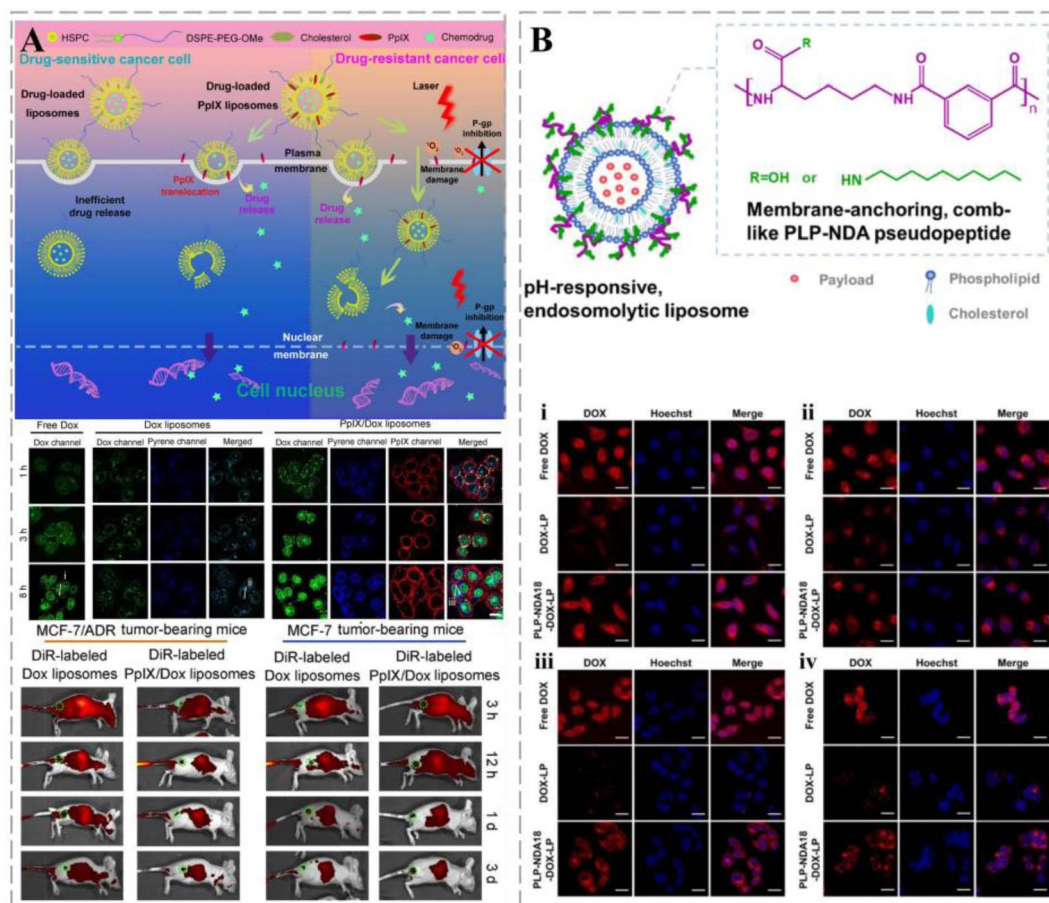 A
HSPC
DSPE-PEG-OMe
Cholesterol
PpIX
Chemodrug
Drug-sensitive cancer cell
Drug-resistant cancer cell
Drug-loaded
liposomes
Drug-loaded
PpIX liposomes
Laser
P-gp
inhibition
Plasma
membrane
¹O₂
¹O₂
Membrane
damage
PpIX
translocation
Drug
release
Drug
release
Inefficient
drug release
P-gp
inhibition
Membrane
damage
Nuclear
membrane
Cell nucleus
Free Dox
Dox liposomes
PpIX/Dox liposomes
Dox channel
Dox channel
Pyrene channel
Merged
Dox channel
Pyrene channel
PpIX channel
Merged
1 h
3 h
8 h
i
ii
iii
MCF-7/ADR tumor-bearing mice
MCF-7 tumor-bearing mice
DiR-labeled
Dox liposomes
DiR-labeled
PpIX/Dox liposomes
DiR-labeled
Dox liposomes
DiR-labeled
PpIX/Dox liposomes
3 h
12 h
1 d
3 d
B
O
R
NH
NH
O
O
n
R=OH or HN
Membrane-anchoring, comb-
like PLP-NDA pseudopeptide
pH-responsive,
endosomolytic liposome
Payload
Phospholipid
Cholesterol
i
DOX
Hoechst
Merge
Free DOX
DOX-LP
PLP-NDA18
-DOX-LP
ii
DOX
Hoechst
Merge
iii
DOX
Hoechst
Merge
Free DOX
DOX-LP
PLP-NDA18
-DOX-LP
iv
DOX
Hoechst
Merge
Free DOX
DOX-LP
PLP-NDA18
-DOX-LP